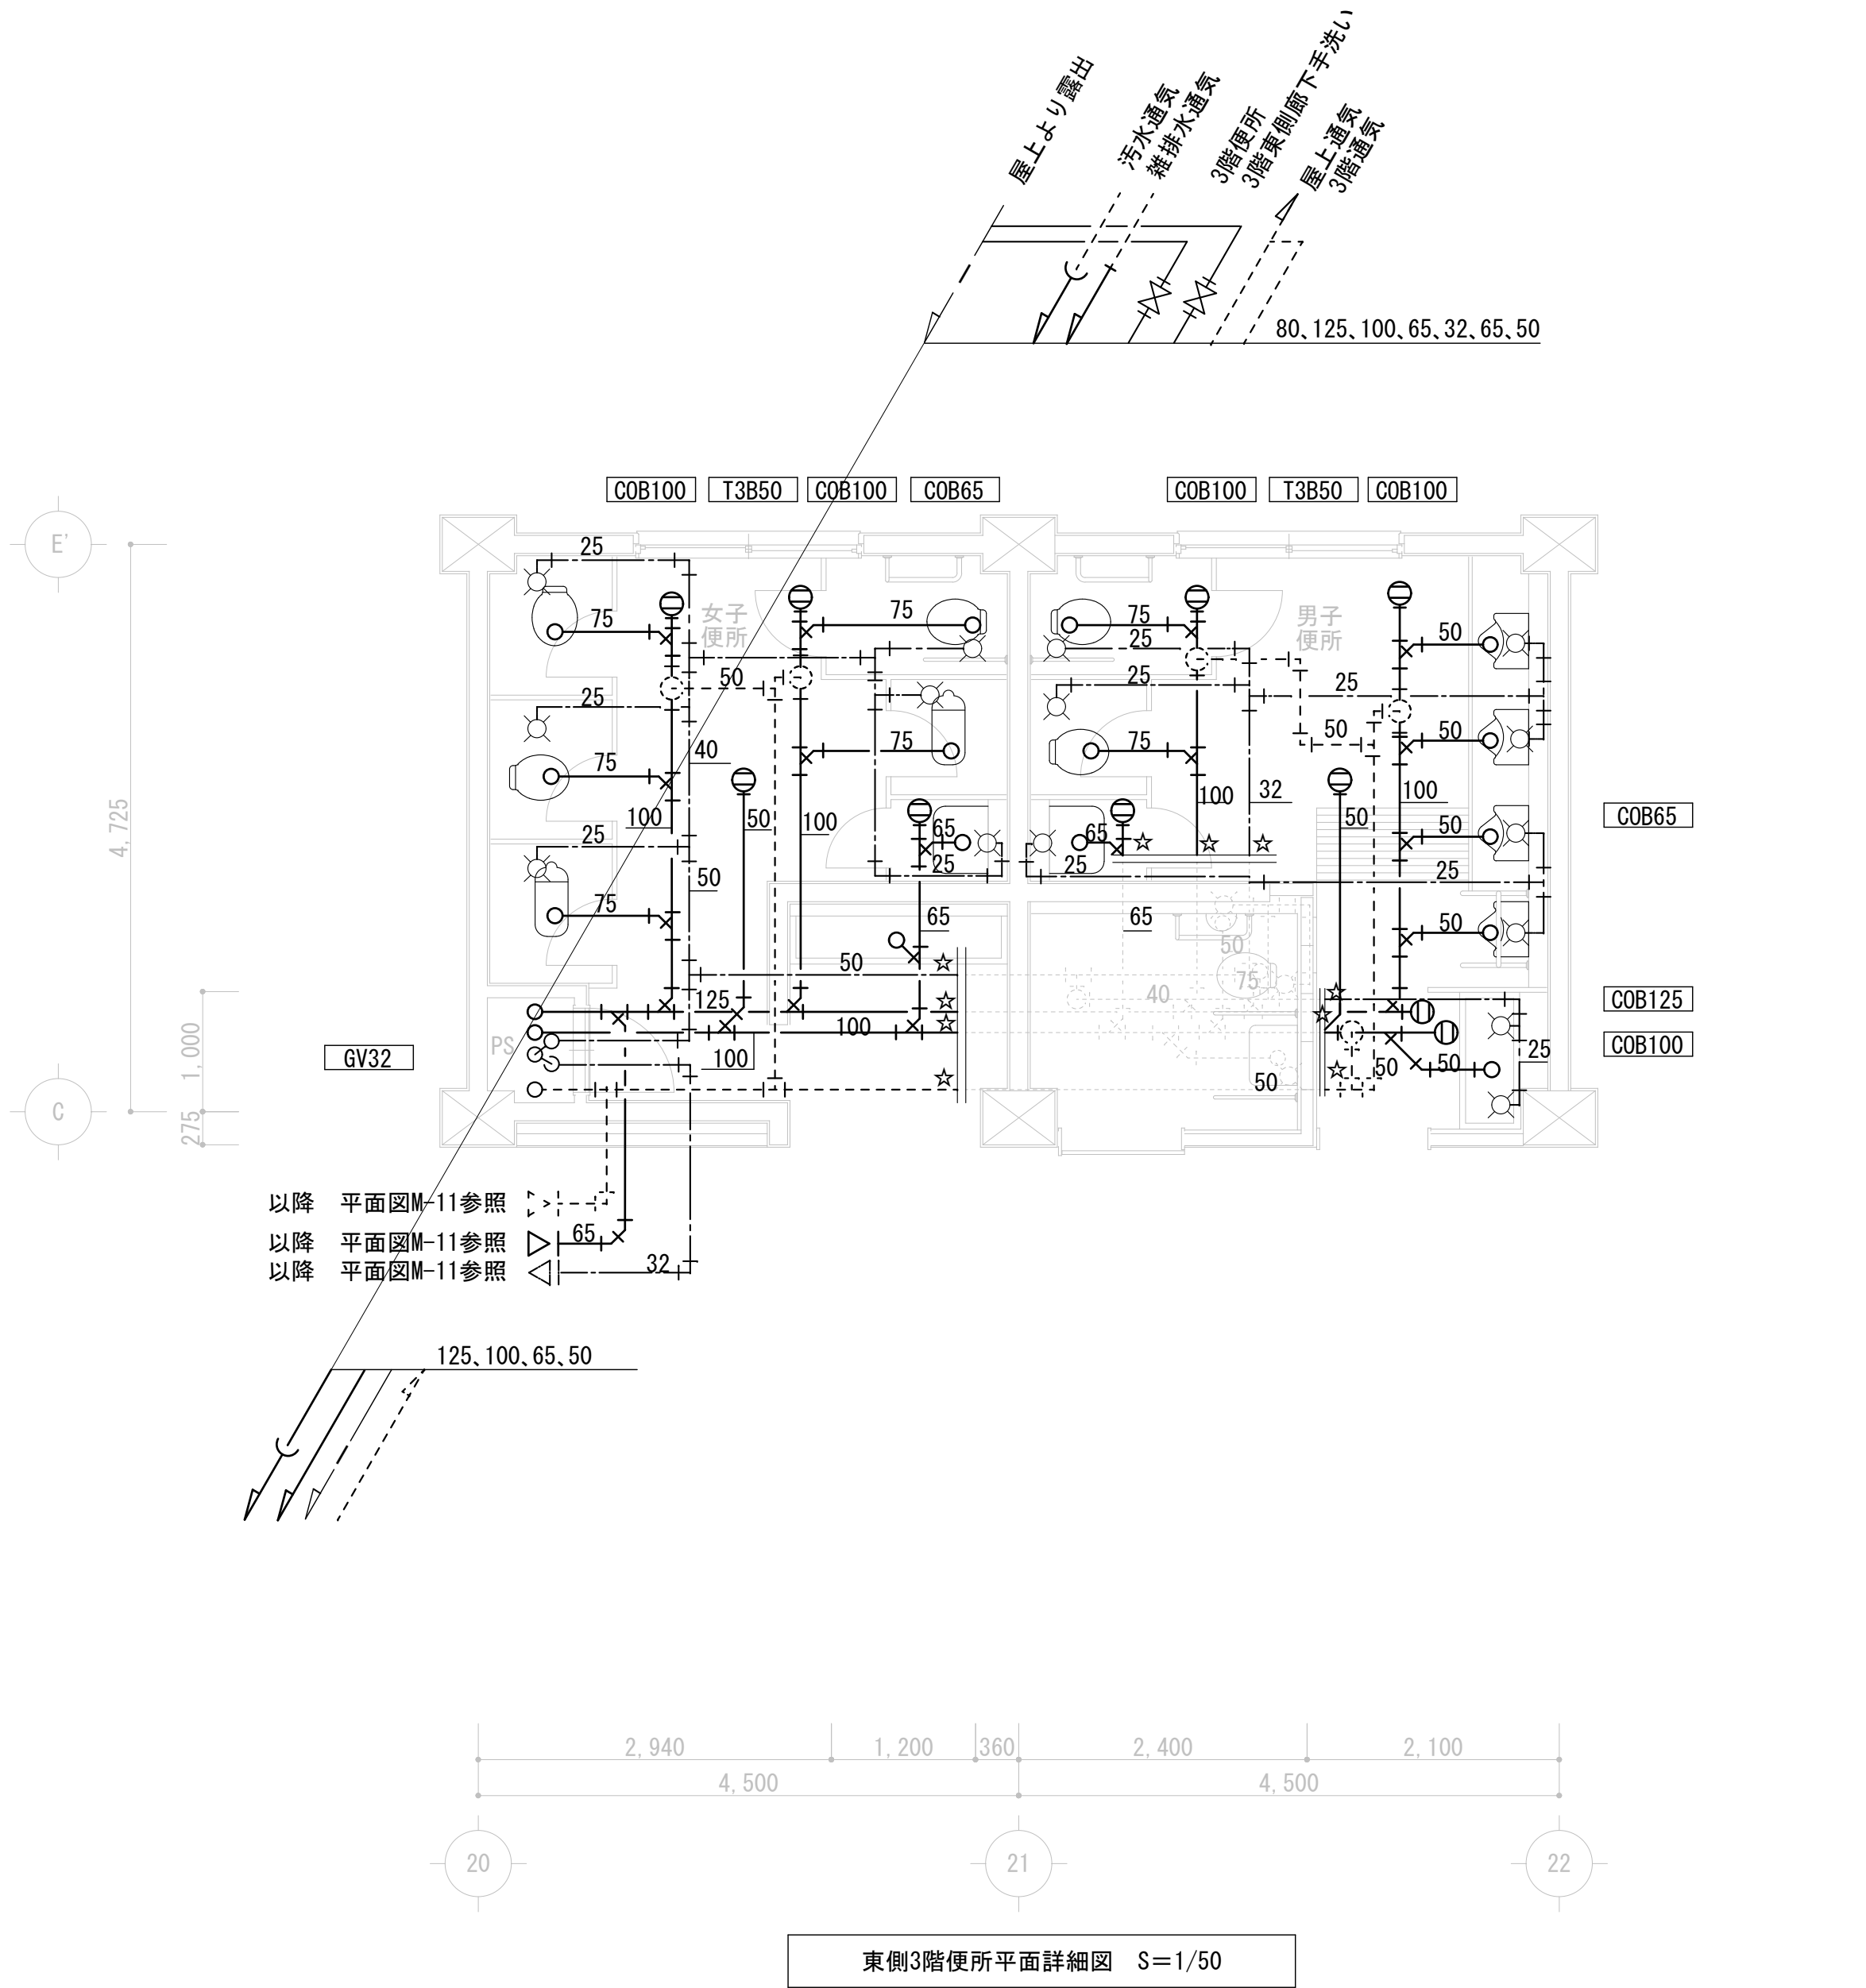 屋上より露出
汚水通気
雑排水通気
3階便所
3階東側廊下手洗い
屋上通気
3階通気
80、125、100、65、32、65、50
COB100
T3B50
COB100
COB65
COB100
T3B50
COB100
E'
C
4,725
1,000
275
女子
便所
男子
便所
25
75
50
75
75
25
25
25
50
50
25
40
75
75
75
50
50
100
50
100
65
25
65
25
100
32
50
100
50
25
75
25
50
75
65
65
50
50
75
40
50
125
100
100
50
50
50
25
PS
GV32
COB65
COB125
COB100
以降　平面図M-11参照
以降　平面図M-11参照
65
以降　平面図M-11参照
32
125、100、65、50
2,940
1,200
360
2,400
2,100
4,500
4,500
20
21
22
東側3階便所平面詳細図　S＝1/50